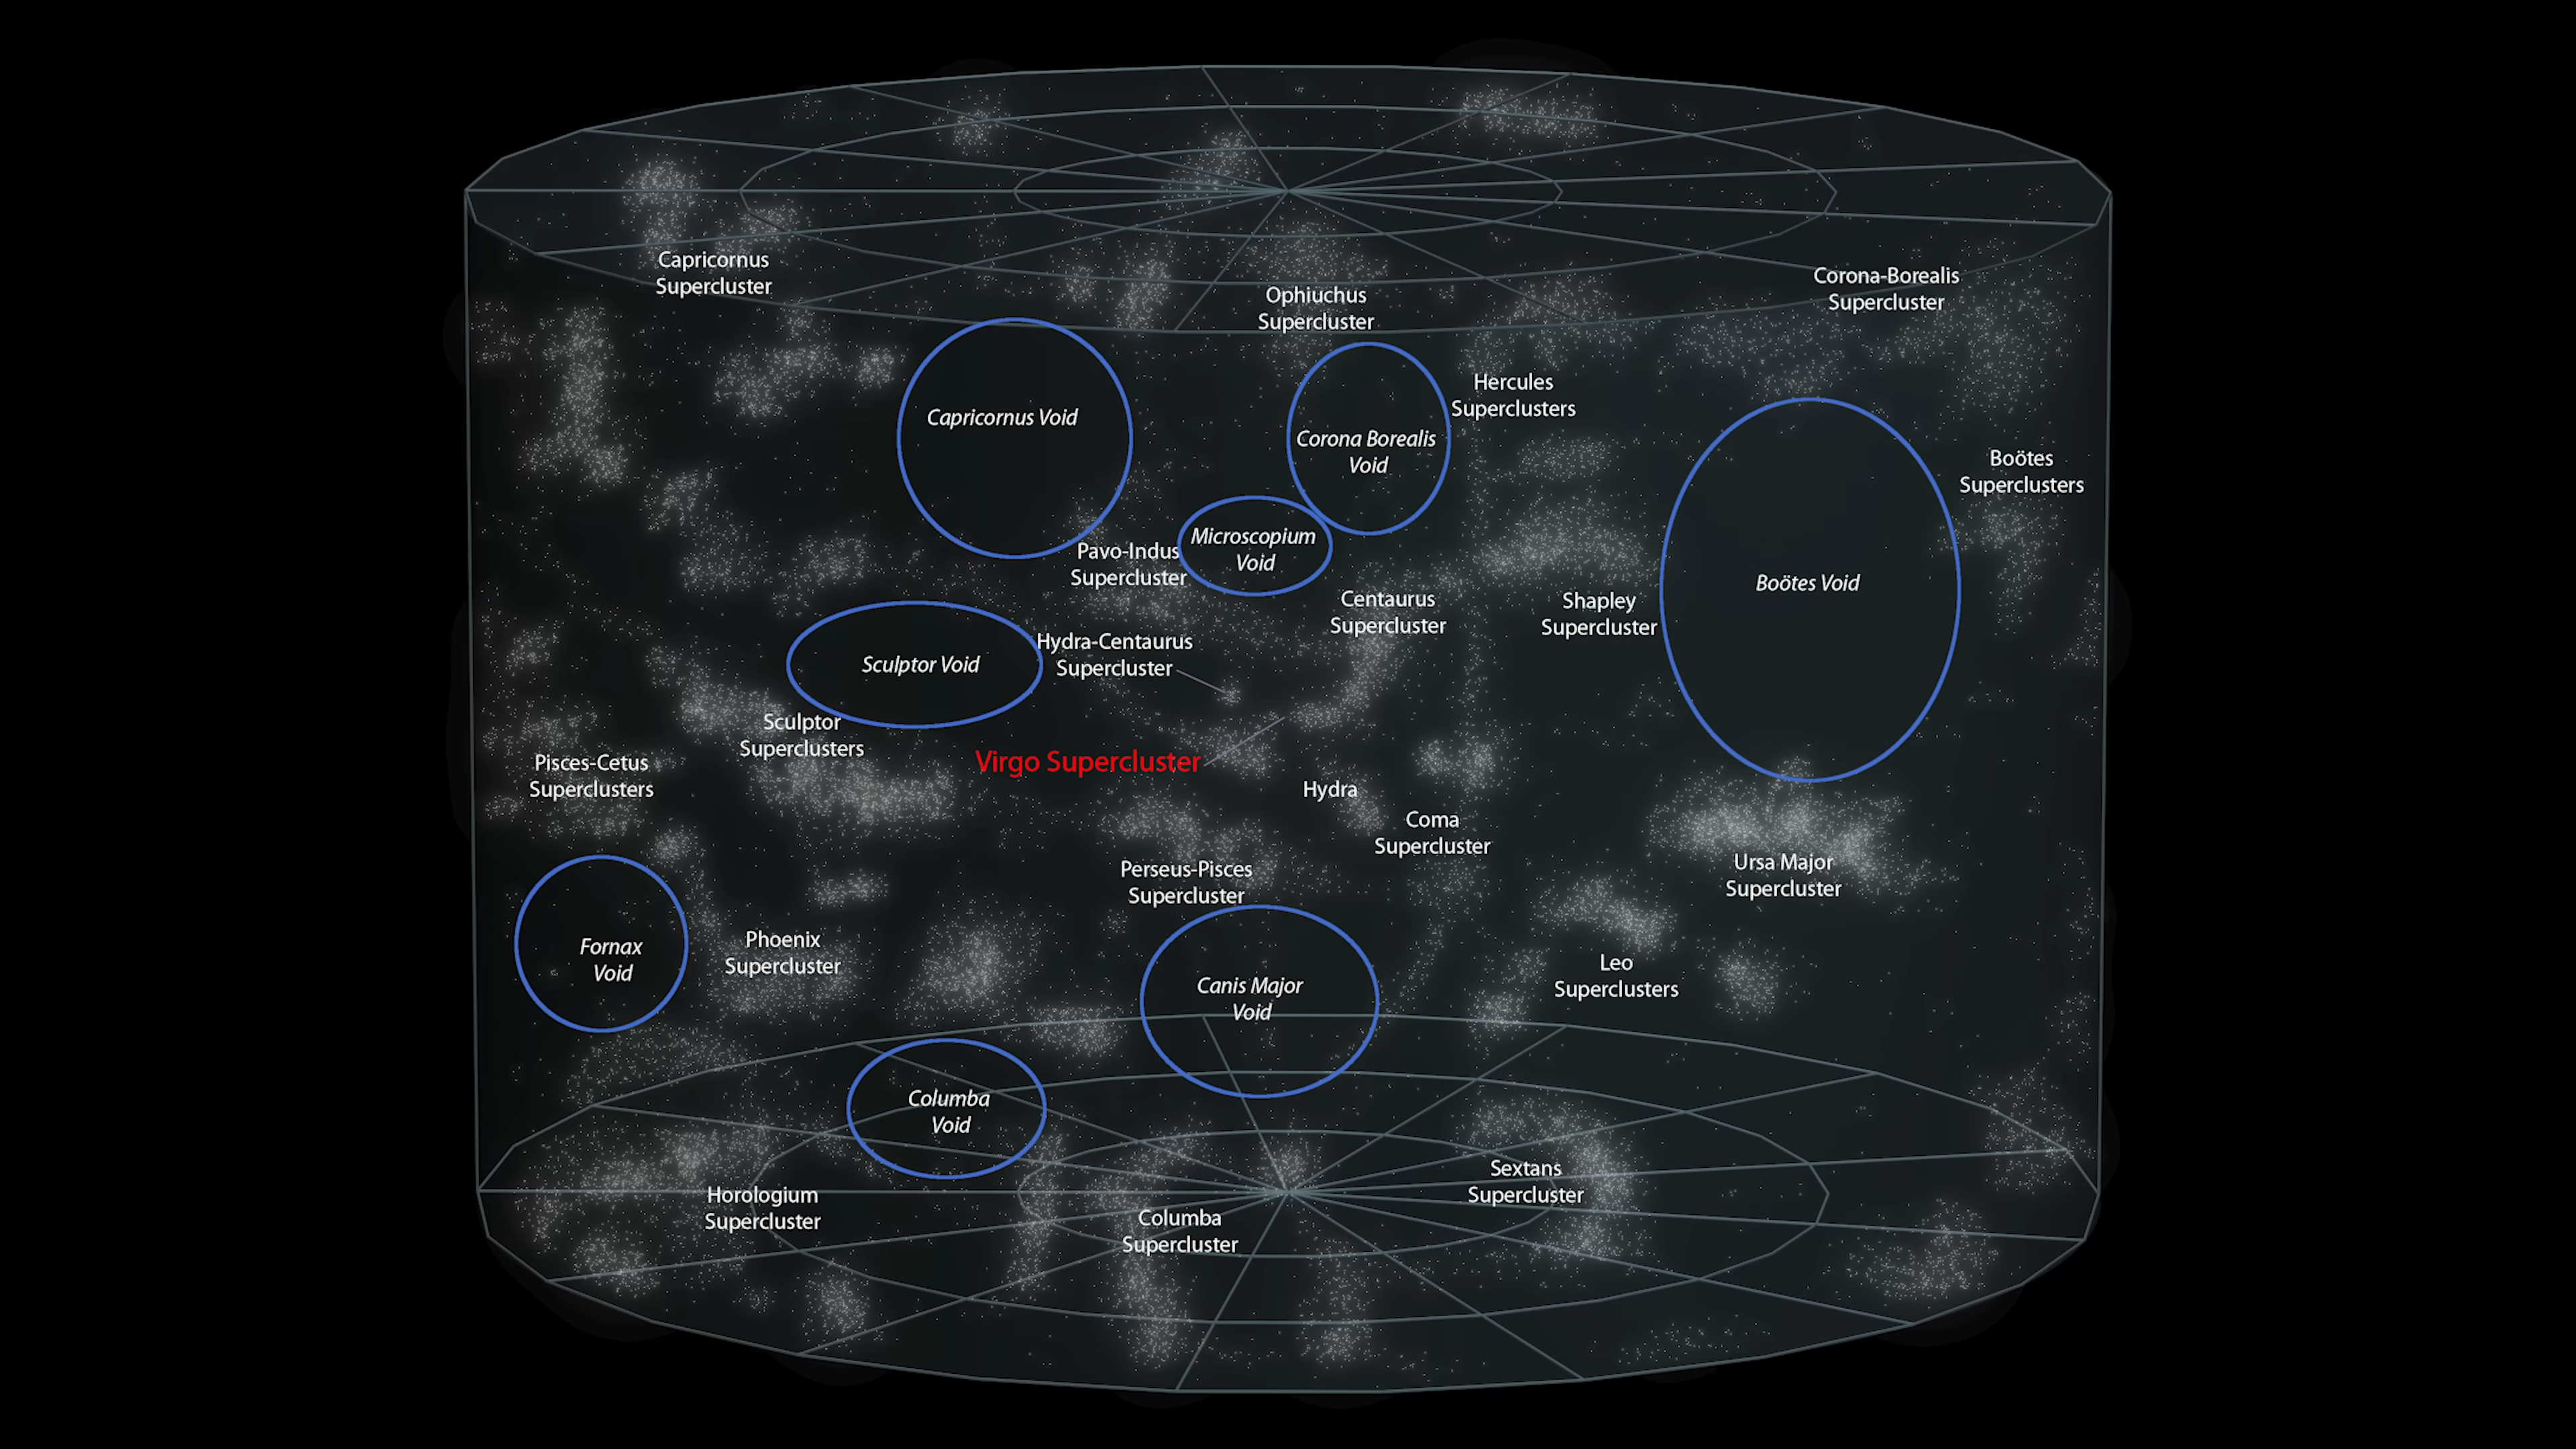 Capricornus
Supercluster
Ophiuchus
Supercluster
Corona-Borealis
Supercluster
Capricornus Void
Corona Borealis
Void
Hercules
Superclusters
Boötes
Superclusters
Microscopium
Void
Pavo-Indus
Supercluster
Boötes Void
Centaurus
Supercluster
Shapley
Supercluster
Sculptor Void
Hydra-Centaurus
Supercluster
Sculptor
Superclusters
Virgo Supercluster
Pisces-Cetus
Superclusters
Hydra
Coma
Supercluster
Perseus-Pisces
Supercluster
Ursa Major
Supercluster
Fornax
Void
Phoenix
Supercluster
Canis Major
Void
Leo
Superclusters
Columba
Void
Horologium
Supercluster
Columba
Supercluster
Sextans
Supercluster